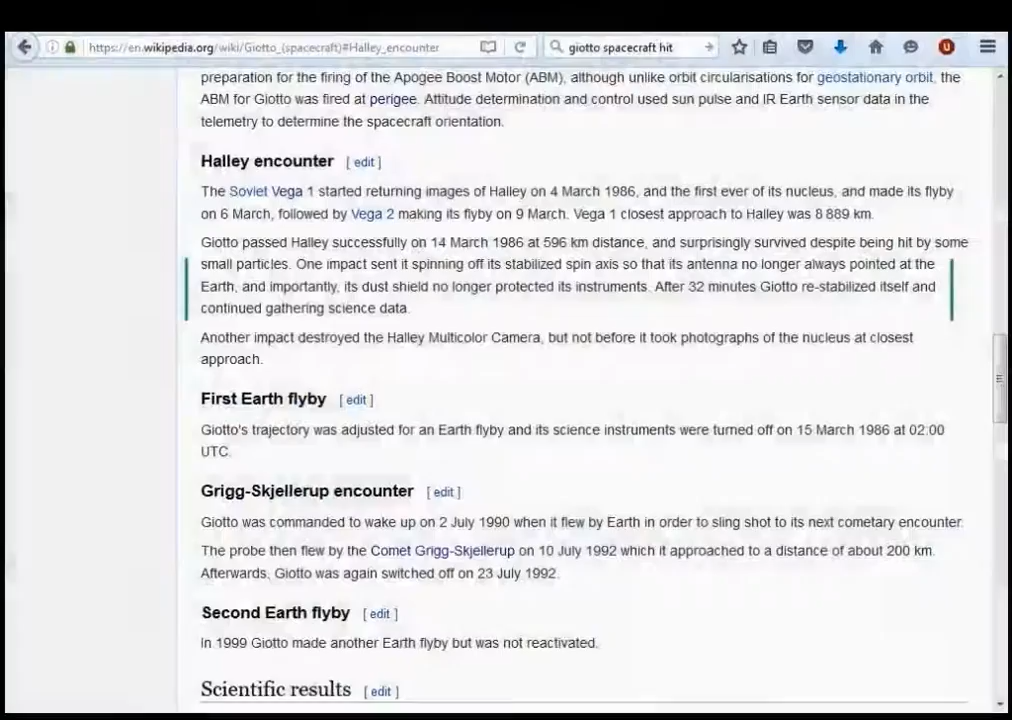 https://en.wikipedia.org/wiki/Giotto_(spacecraft)#Halley_encounter
giotto spacecraft hit
preparation for the firing of the Apogee Boost Motor (ABM), although unlike orbit circularisations for geostationary orbit, the
ABM for Giotto was fired at perigee. Attitude determination and control used sun pulse and IR Earth sensor data in the
telemetry to determine the spacecraft orientation.
Halley encounter [ edit ]
The Soviet Vega 1 started returning images of Halley on 4 March 1986, and the first ever of its nucleus, and made its flyby
on 6 March, followed by Vega 2 making its flyby on 9 March. Vega 1 closest approach to Halley was 8 889 km.
Giotto passed Halley successfully on 14 March 1986 at 596 km distance, and surprisingly survived despite being hit by some
small particles. One impact sent it spinning off its stabilized spin axis so that its antenna no longer always pointed at the
Earth, and importantly, its dust shield no longer protected its instruments. After 32 minutes Giotto re-stabilized itself and
continued gathering science data.
Another impact destroyed the Halley Multicolor Camera, but not before it took photographs of the nucleus at closest
approach.
First Earth flyby [ edit ]
Giotto's trajectory was adjusted for an Earth flyby and its science instruments were turned off on 15 March 1986 at 02:00
UTC.
Grigg-Skjellerup encounter [ edit ]
Giotto was commanded to wake up on 2 July 1990 when it flew by Earth in order to sling shot to its next cometary encounter.
The probe then flew by the Comet Grigg-Skjellerup on 10 July 1992 which it approached to a distance of about 200 km.
Afterwards, Giotto was again switched off on 23 July 1992.
Second Earth flyby [ edit ]
In 1999 Giotto made another Earth flyby but was not reactivated.
Scientific results [ edit ]